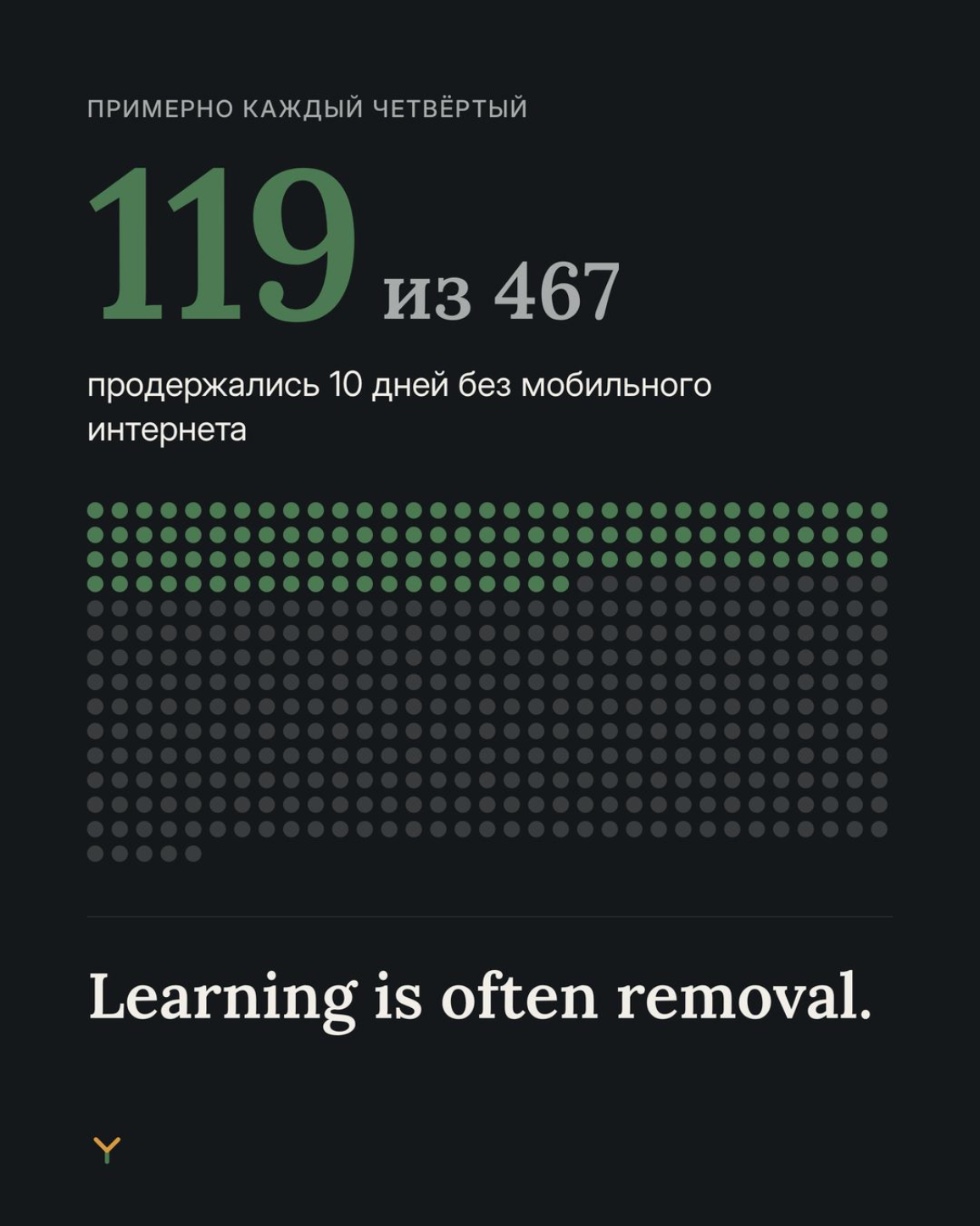 ПРИМЕРНО КАЖДЫЙ ЧЕТВЁРТЫЙ
119 из 467
продержались 10 дней без мобильного
интернета
Learning is often removal.